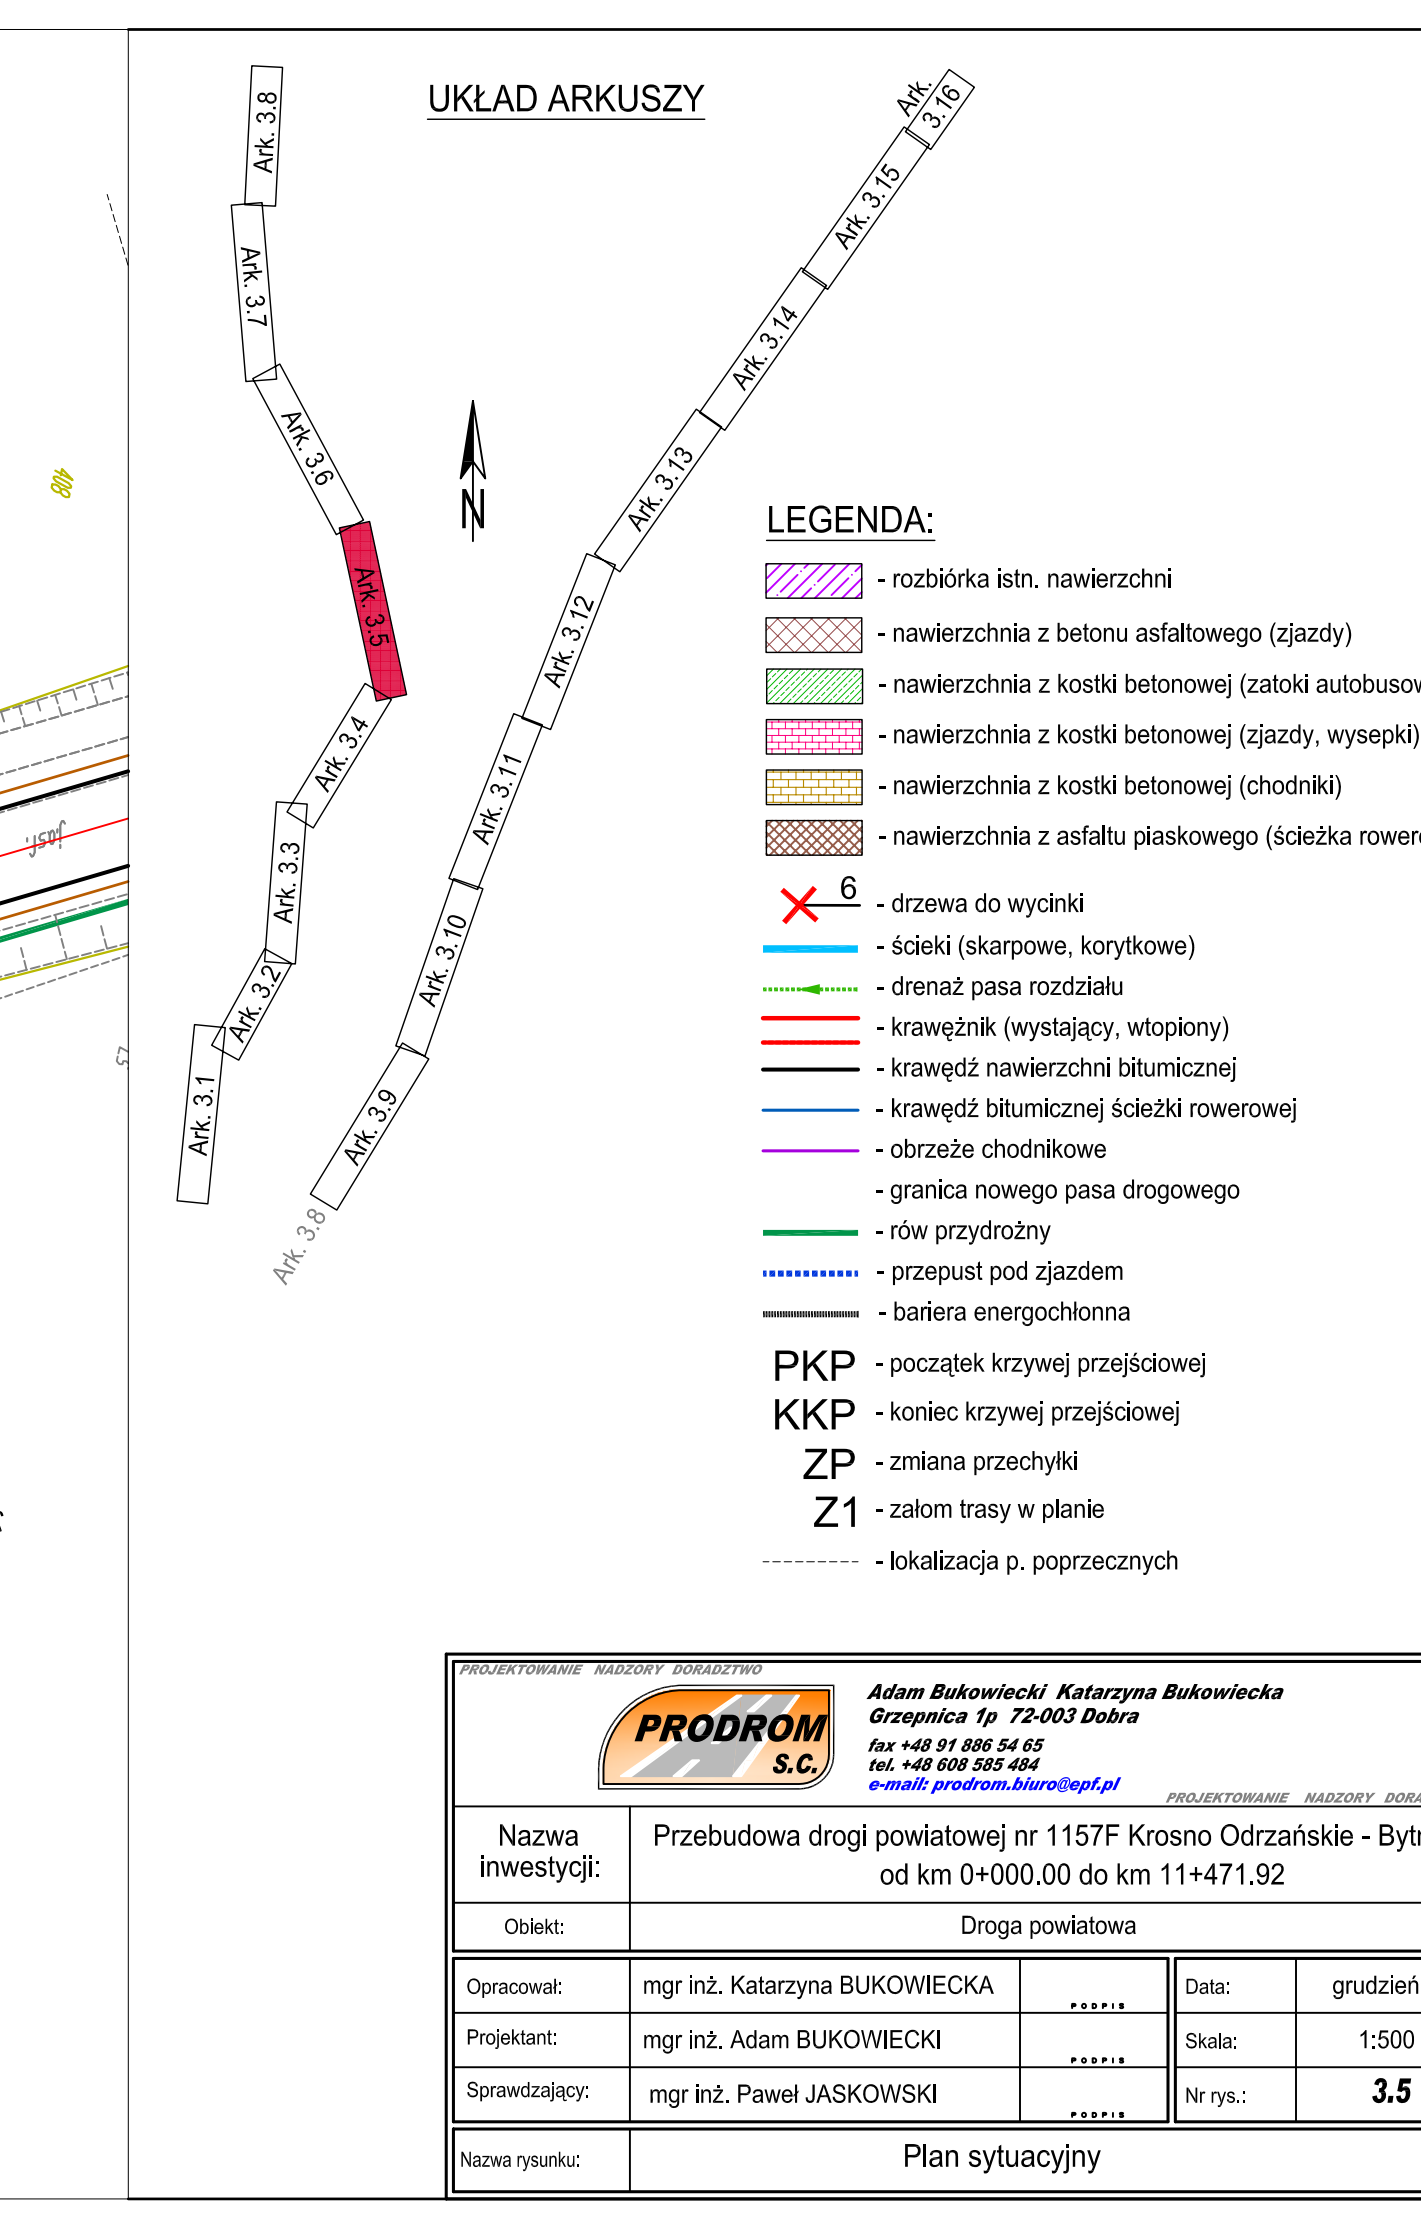 UKŁAD ARKUSZY
Ark. 3.8
Ark. 3.7
Ark. 3.6
Ark. 3.5
Ark. 3.4
Ark. 3.3
Ark. 3.2
Ark. 3.1
Ark.
3.16
Ark. 3.15
Ark. 3.14
Ark. 3.13
Ark. 3.12
Ark. 3.11
Ark. 3.10
Ark. 3.9
Ark. 3.8
N
408
j.asf.
LEGENDA:
- rozbiórka istn. nawierzchni
- nawierzchnia z betonu asfaltowego (zjazdy)
- nawierzchnia z kostki betonowej (zatoki autobusow
- nawierzchnia z kostki betonowej (zjazdy, wysepki)
- nawierzchnia z kostki betonowej (chodniki)
- nawierzchnia z asfaltu piaskowego (ścieżka rower
6 - drzewa do wycinki
- ścieki (skarpowe, korytkowe)
- drenaż pasa rozdziału
- krawężnik (wystający, wtopiony)
- krawędź nawierzchni bitumicznej
- krawędź bitumicznej ścieżki rowerowej
- obrzeże chodnikowe
- granica nowego pasa drogowego
- rów przydrożny
- przepust pod zjazdem
- bariera energochłonna
PKP - początek krzywej przejściowej
KKP - koniec krzywej przejściowej
ZP - zmiana przechyłki
Z1 - załom trasy w planie
- lokalizacja p. poprzecznych
PROJEKTOWANIE NADZORY DORADZTWO
PRODROM
S.C.
Adam Bukowiecki Katarzyna Bukowiecka
Grzepnica 1p 72-003 Dobra
fax +48 91 886 54 65
tel. +48 608 585 484
e-mail: prodrom.biuro@epf.pl
PROJEKTOWANIE NADZORY DORA
Nazwa
inwestycji:
Przebudowa drogi powiatowej nr 1157F Krosno Odrzańskie - Bytn
od km 0+000.00 do km 11+471.92
Obiekt: Droga powiatowa
Opracował: mgr inż. Katarzyna BUKOWIECKA PODPIS Data: grudzień
Projektant: mgr inż. Adam BUKOWIECKI PODPIS Skala: 1:500
Sprawdzający: mgr inż. Paweł JASKOWSKI PODPIS Nr rys.: 3.5
Nazwa rysunku: Plan sytuacyjny